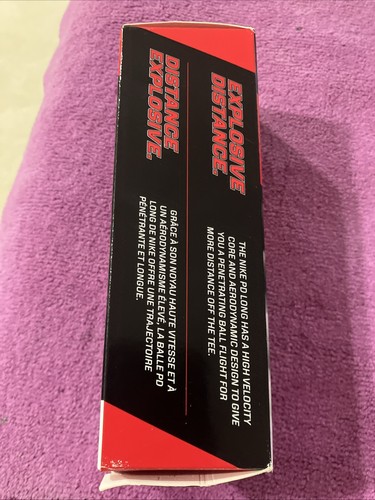 EXPLOSIVE
DISTANCE.
THE NIKE PD LONG HAS A HIGH VELOCITY
CORE AND AERODYNAMIC DESIGN TO GIVE
YOU A PENETRATING BALL FLIGHT FOR
MORE DISTANCE OFF THE TEE.
DISTANCE
EXPLOSIVE.
GRÂCE À SON NOYAU HAUTE VITESSE ET À
UN AÉRODYNAMISME ÉLEVÉ, LA BALLE PD
LONG DE NIKE OFFRE UNE TRAJECTOIRE
PÉNÉTRANTE ET LONGUE.